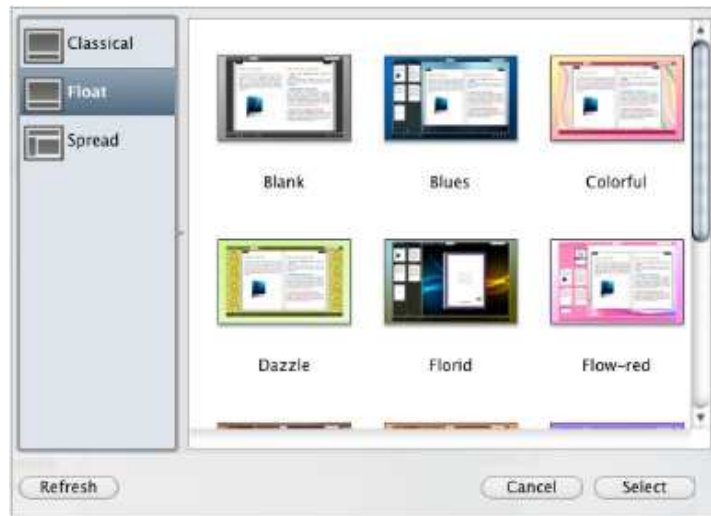 Classical
Float
Spread
Blank
Blues
Colorful
Dazzle
Florid
Flow-red
Refresh
Cancel
Select